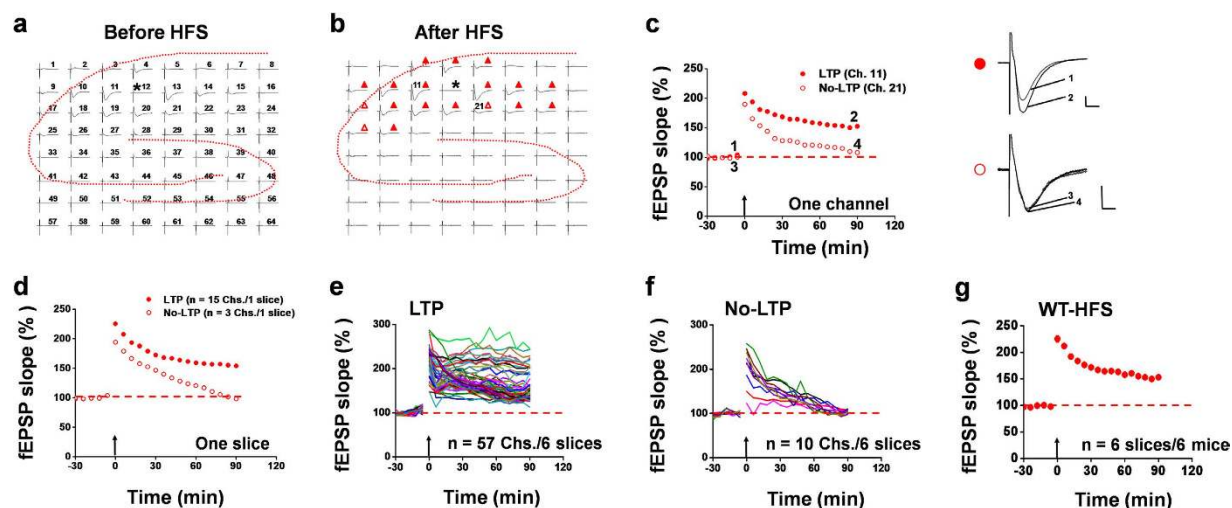 a
Before HFS
1 2 3 4 5 6 7 8
9 10 11 * 12 13 14 15 16
17 18 19 20 21 22 23 24
25 26 27 28 29 30 31 32
33 34 35 36 37 38 39 40
41 42 43 44 45 46 47 48
49 50 51 52 53 54 55 56
57 58 59 60 61 62 63 64
b
After HFS
11 *
21
c
fEPSP slope (%)
250
200
150
100
50
0
LTP (Ch. 11)
No-LTP (Ch. 21)
1
2
3
4
One channel
-30 0 30 60 90 120
Time (min)
1
2
3
4
d
fEPSP slope (%)
250
200
150
100
50
0
LTP (n = 15 Chs./1 slice)
No-LTP (n = 3 Chs./1 slice)
One slice
-30 0 30 60 90 120
Time (min)
e
LTP
fEPSP slope (%)
300
200
100
0
n = 57 Chs./6 slices
-30 0 30 60 90 120
Time (min)
f
No-LTP
fEPSP slope (%)
300
200
100
0
n = 10 Chs./6 slices
-30 0 30 60 90 120
Time (min)
g
WT-HFS
fEPSP slope (%)
250
200
150
100
50
0
n = 6 slices/6 mice
-30 0 30 60 90 120
Time (min)